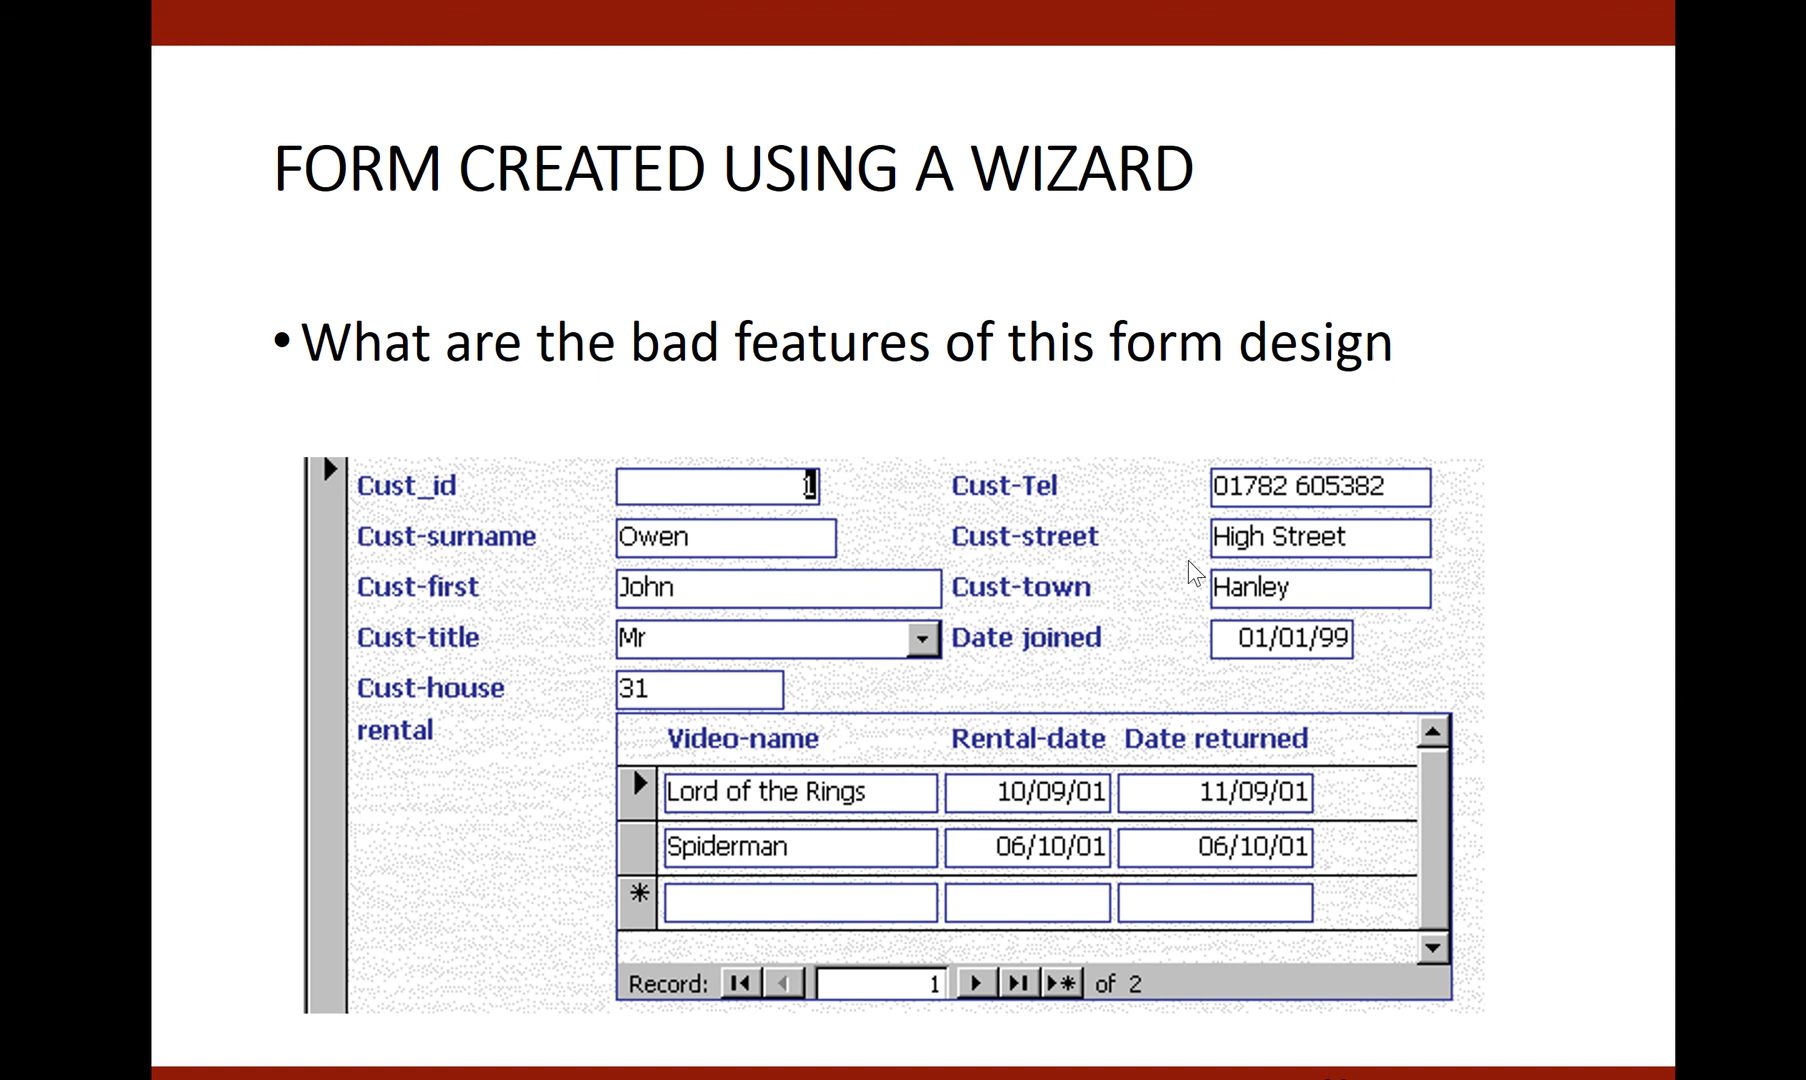 FORM CREATED USING A WIZARD
• What are the bad features of this form design
Cust_id 1 Cust-Tel 01782 605382
Cust-surname Owen Cust-street High Street
Cust-first John Cust-town Hanley
Cust-title Mr Date joined 01/01/99
Cust-house 31
rental
Video-name Rental-date Date returned
Lord of the Rings 10/09/01 11/09/01
Spiderman 06/10/01 06/10/01
Record: 1 of 2